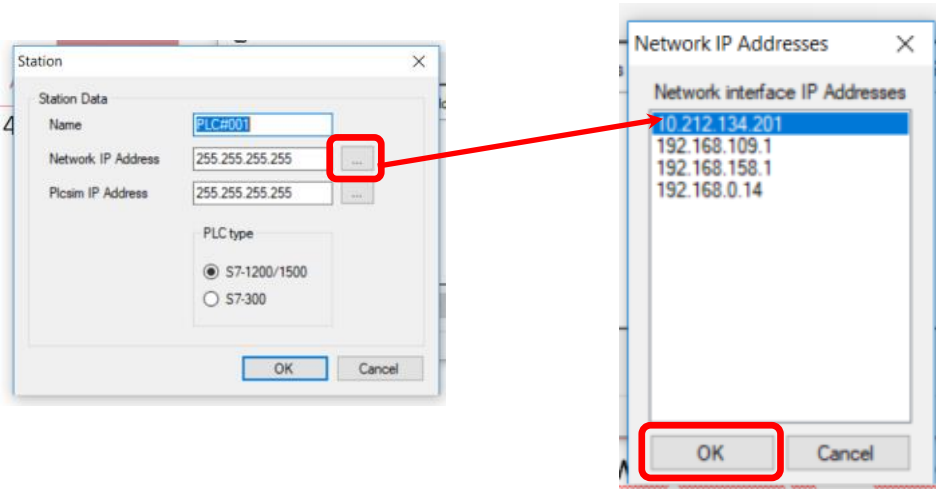 Station
Station Data
Name
PLC#001
Network IP Address
255.255.255.255
...
Plcsim IP Address
255.255.255.255
...
PLC type
S7-1200/1500
S7-300
OK
Cancel
4
Network IP Addresses
Network interface IP Addresses
10.212.134.201
192.168.109.1
192.168.158.1
192.168.0.14
OK
Cancel